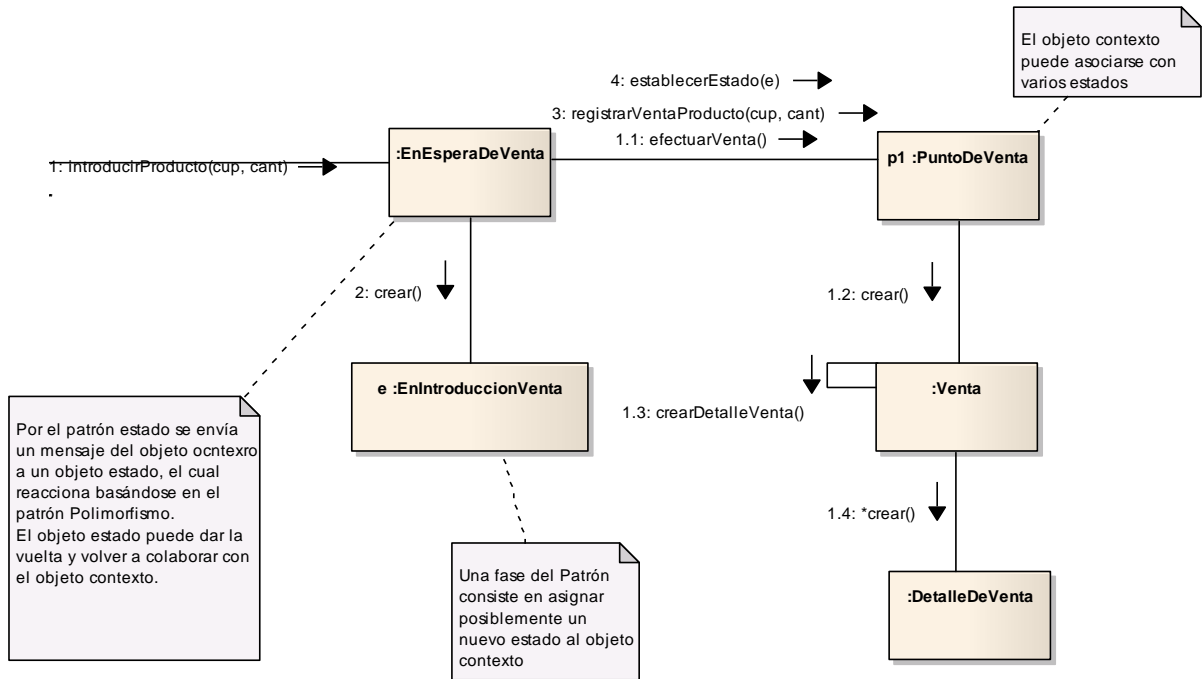 El objeto contexto
puede asociarse con
varios estados
4: establecerEstado(e)
3: registrarVentaProducto(cup, cant)
1.1: efectuarVenta()
:EnEsperaDeVenta
p1 :PuntoDeVenta
1: introducirProducto(cup, cant)
2: crear()
1.2: crear()
e :EnIntroduccionVenta
:Venta
1.3: crearDetalleVenta()
Por el patrón estado se envía
un mensaje del objeto ocntexro
a un objeto estado, el cual
reacciona basándose en el
patrón Polimorfismo.
El objeto estado puede dar la
vuelta y volver a colaborar con
el objeto contexto.
1.4: *crear()
Una fase del Patrón
consiste en asignar
posiblemente un
nuevo estado al objeto
contexto
:DetalleDeVenta